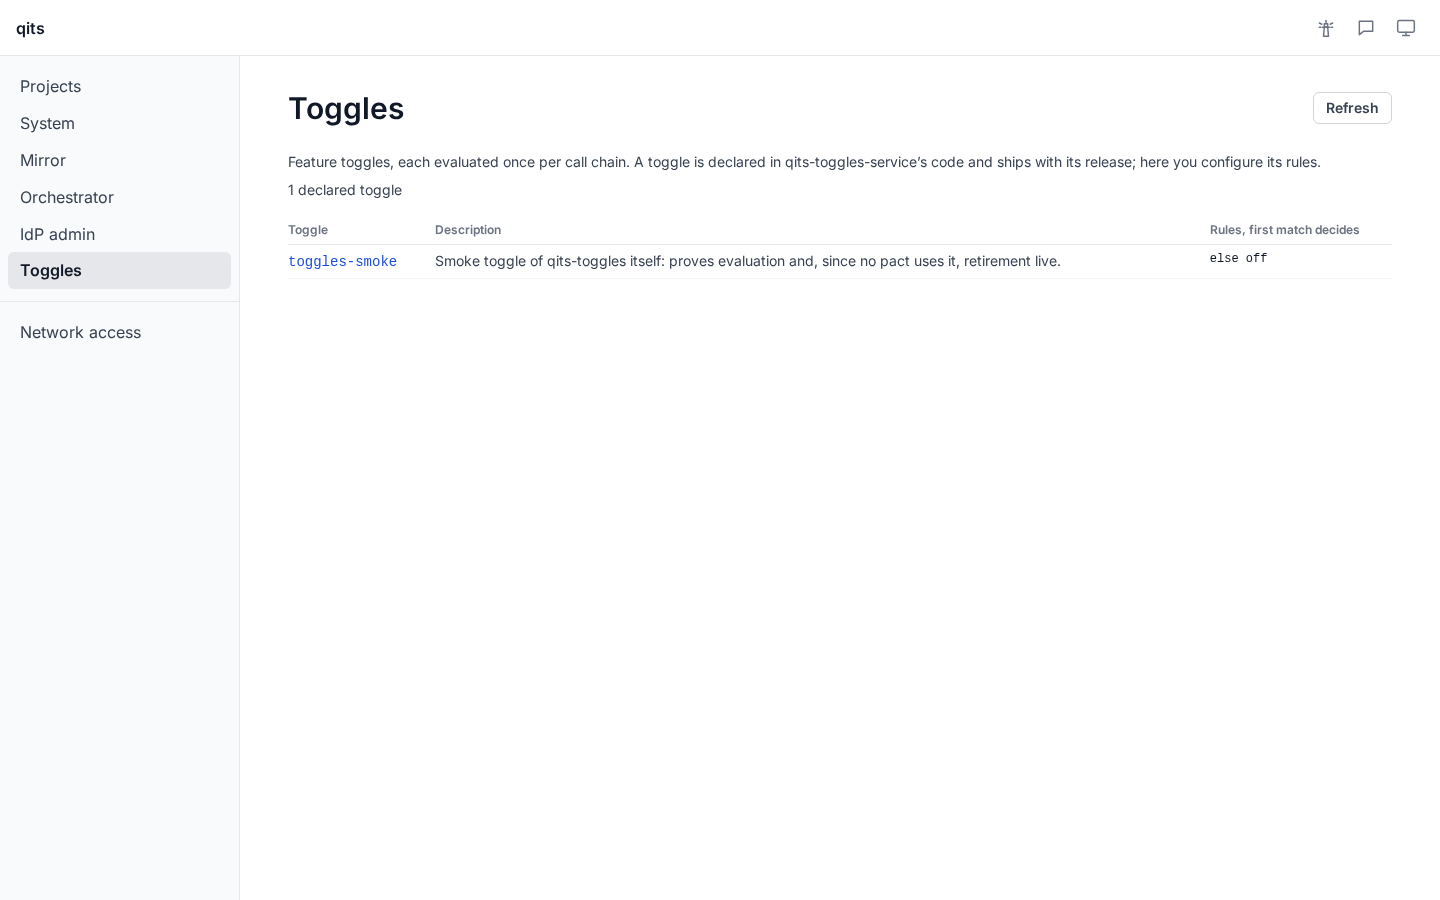 qits
Projects
System
Mirror
Orchestrator
IdP admin
Toggles
Network access
Toggles
Refresh
Feature toggles, each evaluated once per call chain. A toggle is declared in qits-toggles-service’s code and ships with its release; here you configure its rules.
1 declared toggle
Toggle Description Rules, first match decides
toggles-smoke Smoke toggle of qits-toggles itself: proves evaluation and, since no pact uses it, retirement live. else off